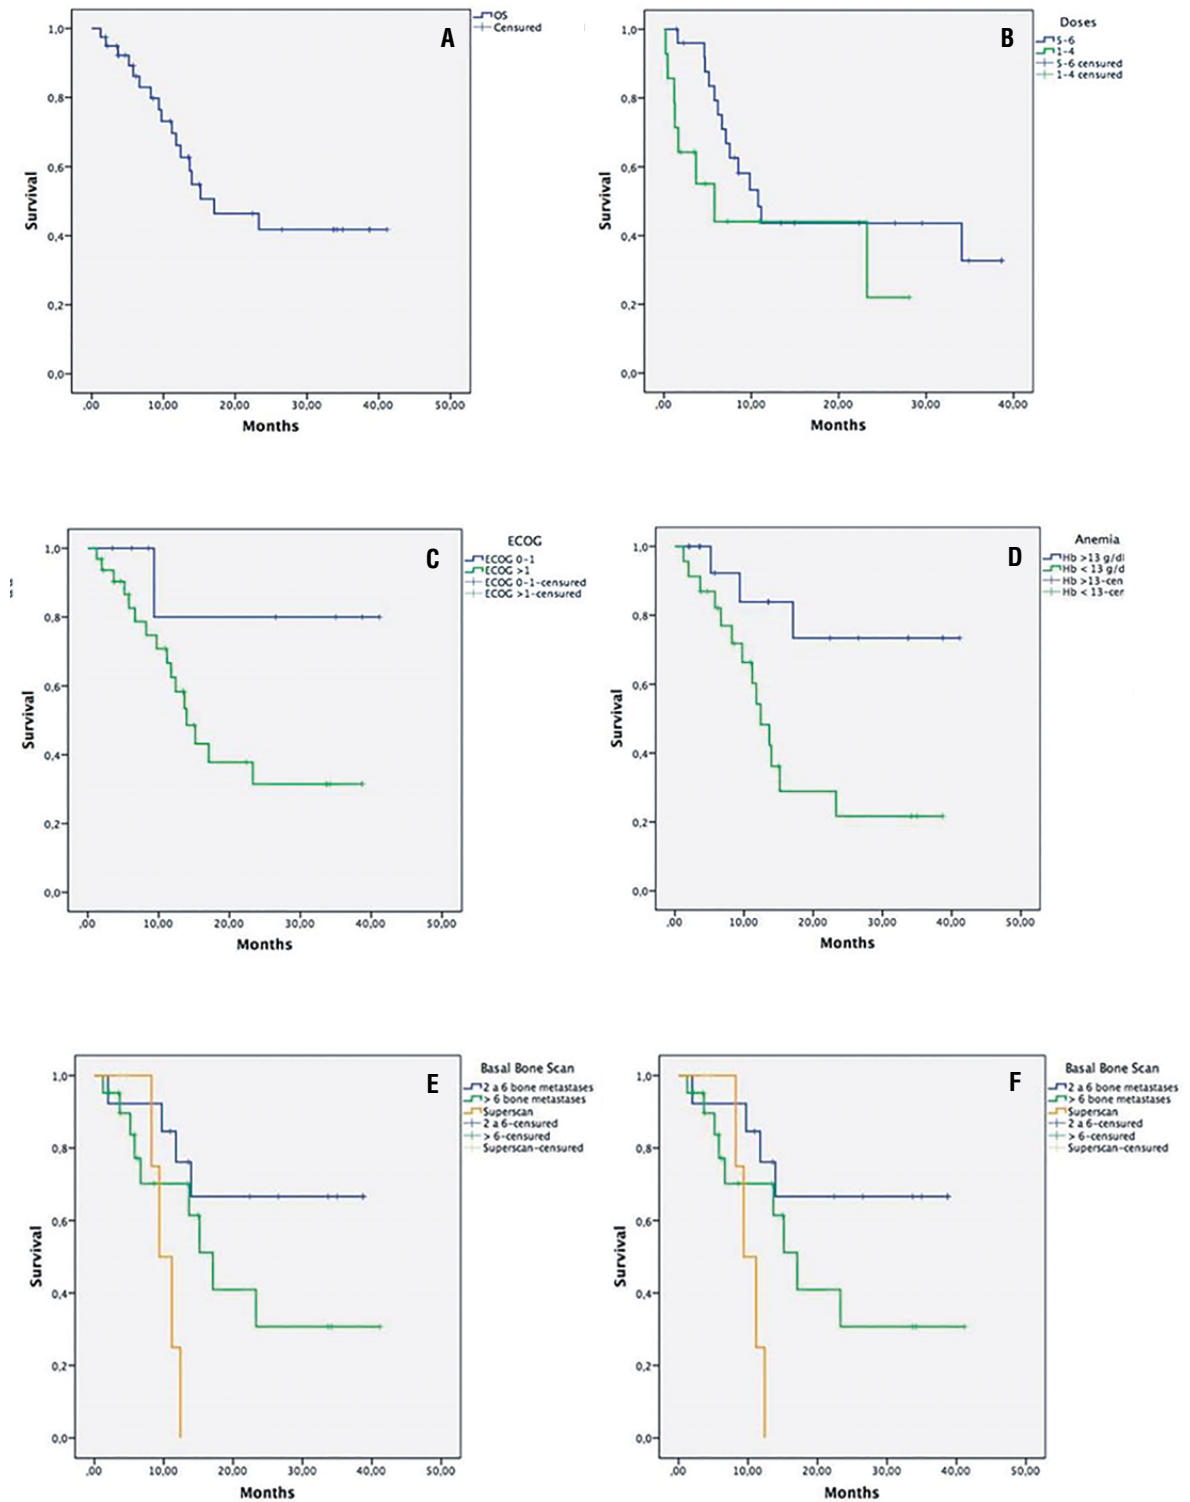 A
OS
Censured
1,0
0,8
0,6
0,4
0,2
0,0
Survival
,00 10,00 20,00 30,00 40,00 50,00
Months
B
Doses
5-6
1-4
5-6 censured
1-4 censured
1,0
0,8
0,6
0,4
0,2
0,0
Survival
,00 10,00 20,00 30,00 40,00
Months
C
ECOG
ECOG 0-1
ECOG >1
ECOG 0-1-censured
ECOG >1-censured
1,0
0,8
0,6
0,4
0,2
0,0
Survival
,00 10,00 20,00 30,00 40,00 50,00
Months
D
Anemia
Hb >13 g/dl
Hb < 13 g/d
Hb >13-cen
Hb < 13-cer
1,0
0,8
0,6
0,4
0,2
0,0
Survival
,00 10,00 20,00 30,00 40,00 50,00
Months
E
Basal Bone Scan
2 a 6 bone metastases
> 6 bone metastases
Superscan
2 a 6-censured
> 6-censured
Superscan-censured
1,0
0,8
0,6
0,4
0,2
0,0
Survival
,00 10,00 20,00 30,00 40,00 50,00
Months
F
Basal Bone Scan
2 a 6 bone metastases
> 6 bone metastases
Superscan
2 a 6-censured
> 6-censured
Superscan-censured
1,0
0,8
0,6
0,4
0,2
0,0
Survival
,00 10,00 20,00 30,00 40,00 50,00
Months